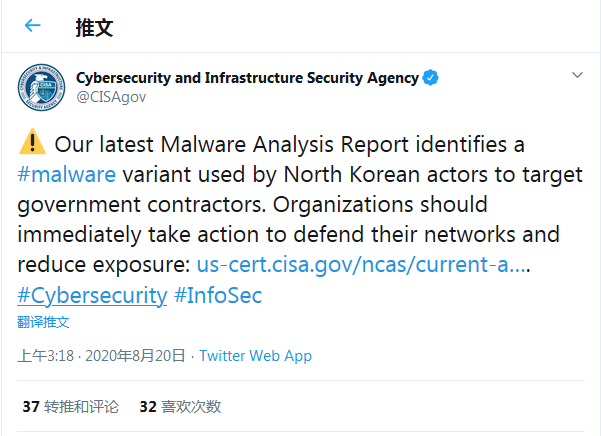 推文
Cybersecurity and Infrastructure Security Agency
@CISAgov
⚠️ Our latest Malware Analysis Report identifies a
#malware variant used by North Korean actors to target
government contractors. Organizations should
immediately take action to defend their networks and
reduce exposure: us-cert.cisa.gov/ncas/current-a….
#Cybersecurity #InfoSec
翻译推文
上午3:18 · 2020年8月20日 · Twitter Web App
37 转推和评论 32 喜欢次数